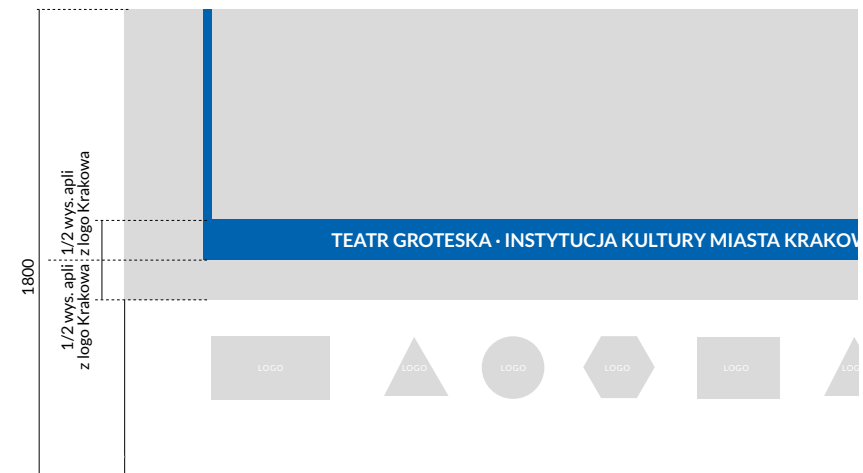 1800
1/2 wys. apli
z logo Krakowa
1/2 wys. apli
z logo Krakowa
TEATR GROTESKA · INSTYTUCJA KULTURY MIASTA
LOGO
LOGO
LOGO
LOGO
LOGO